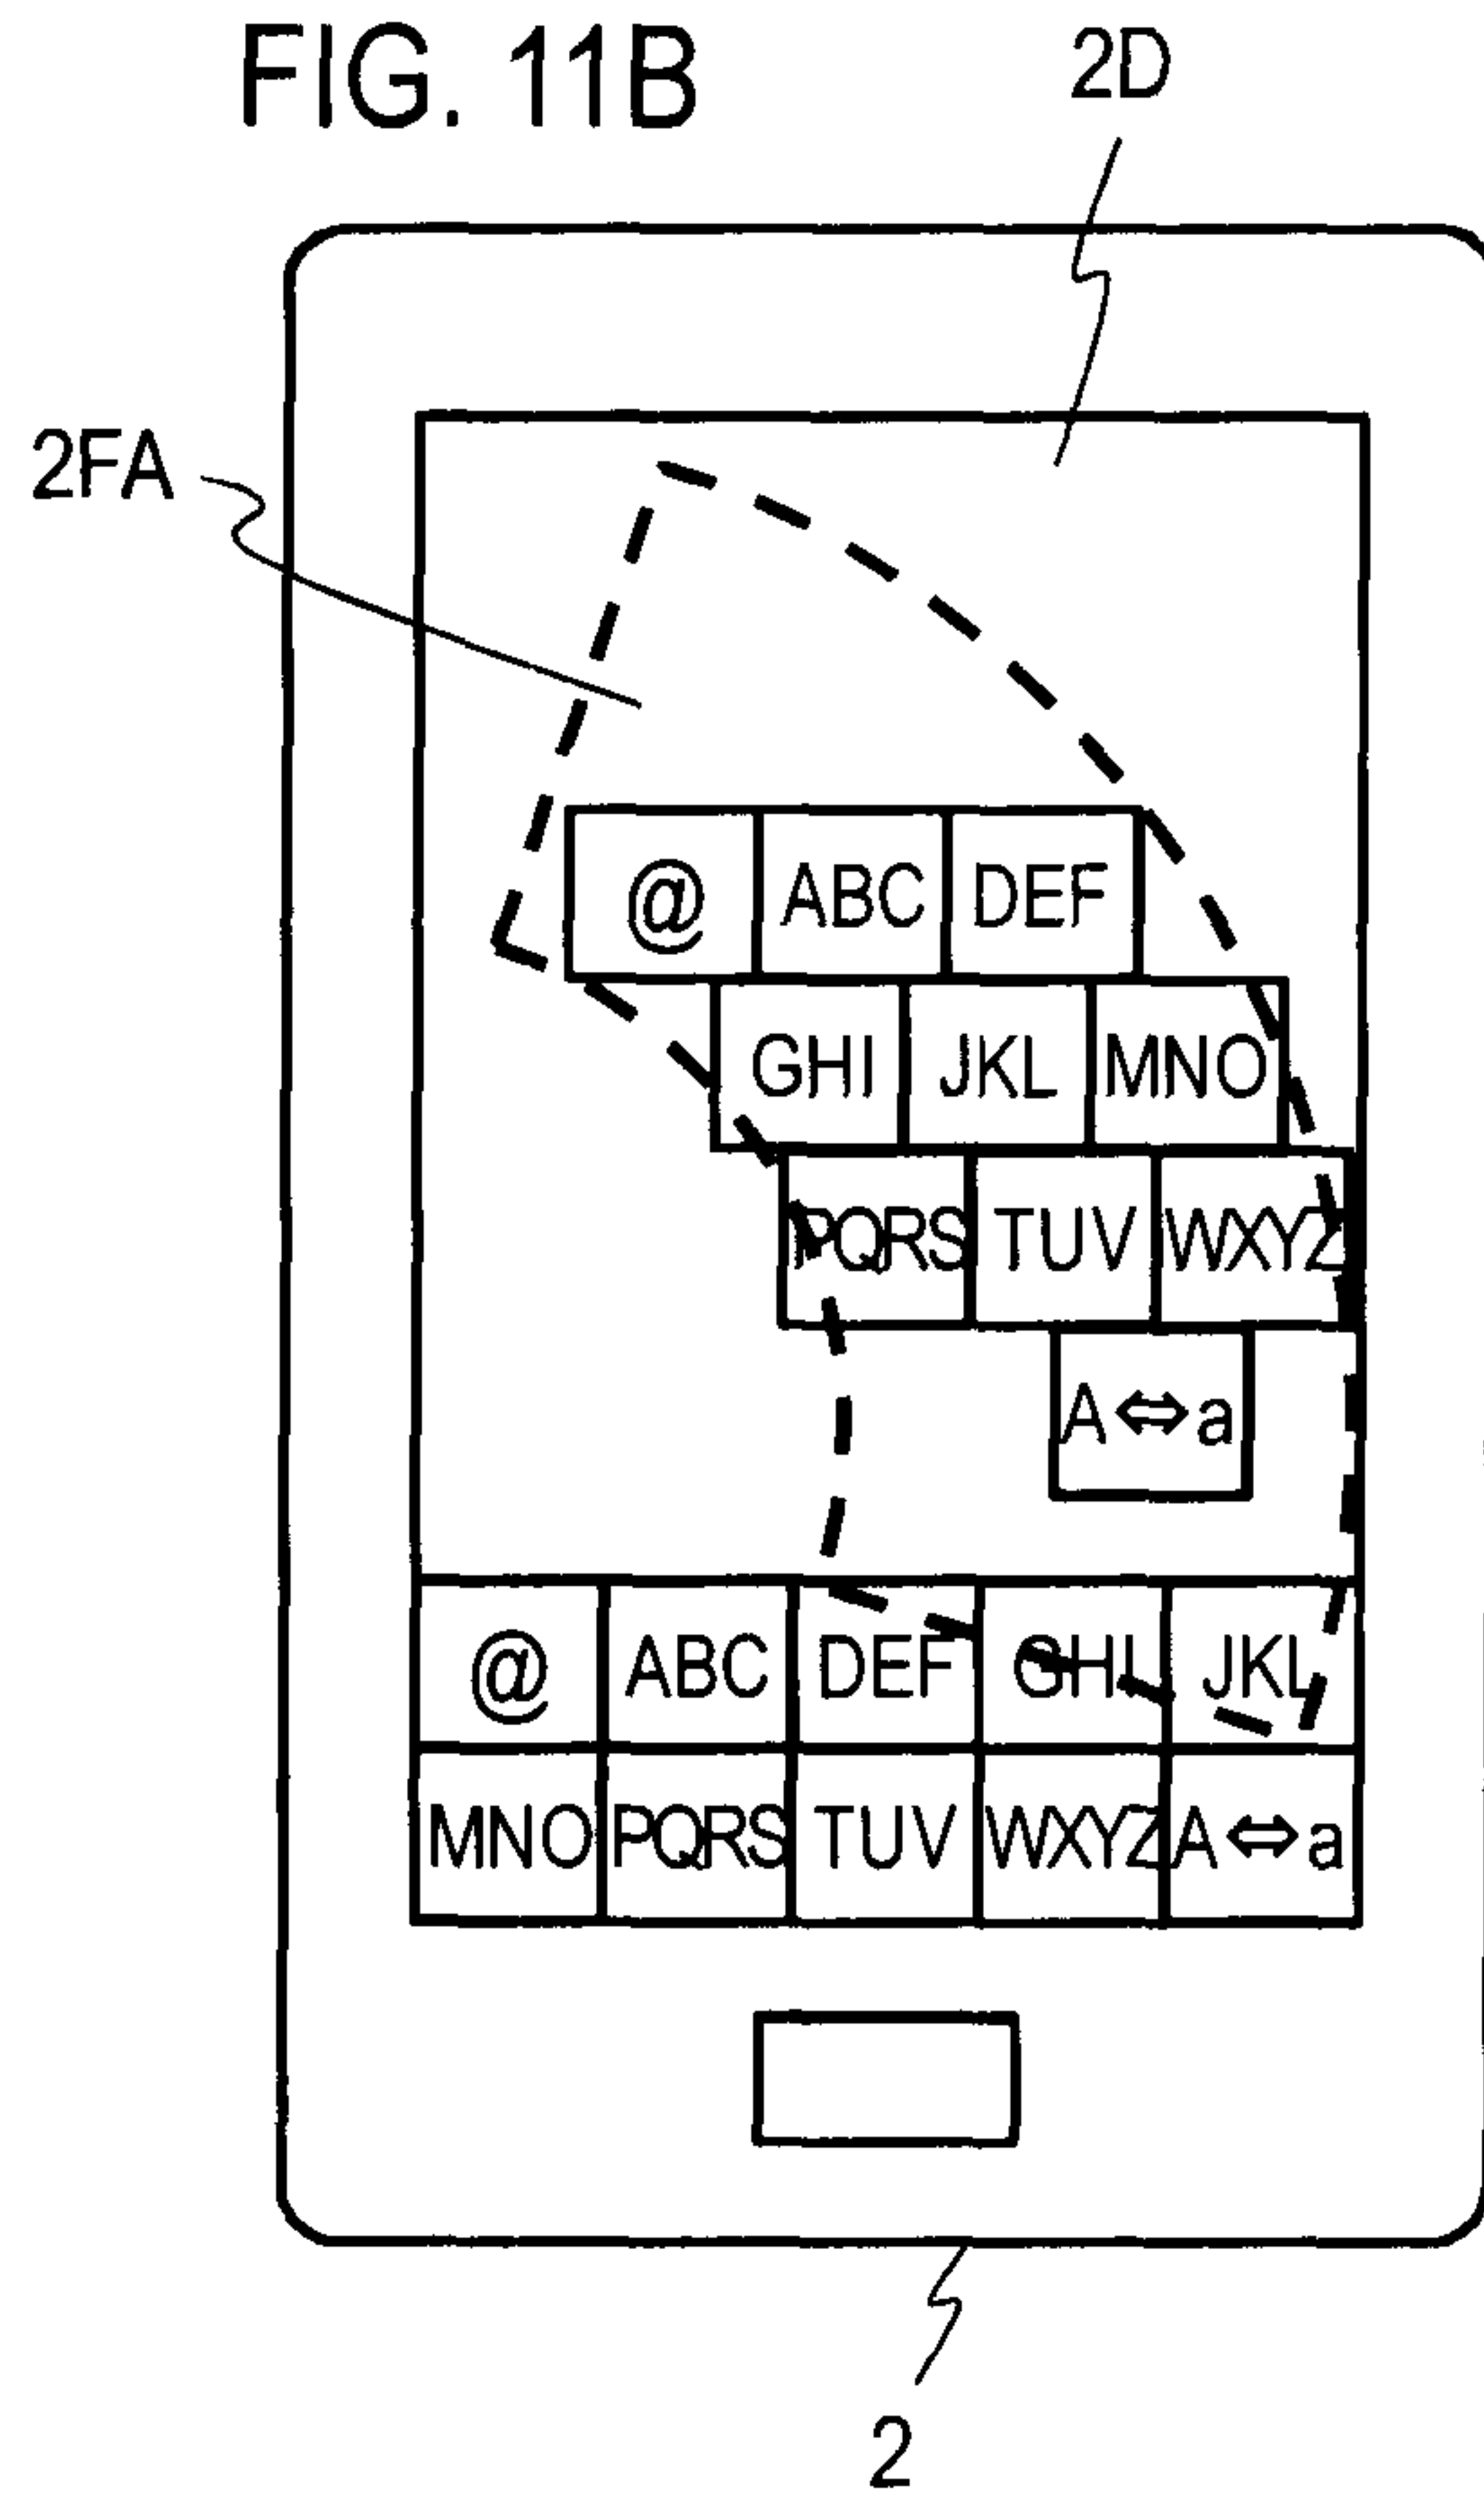 FIG. 11B
2D
2FA
@ ABC DEF
GHI JKL MNO
PQRS TUV WXYZ
A⇔a
@ ABC DEF GHI JKL
MNO PQRS TUV WXYZ A⇔a
2